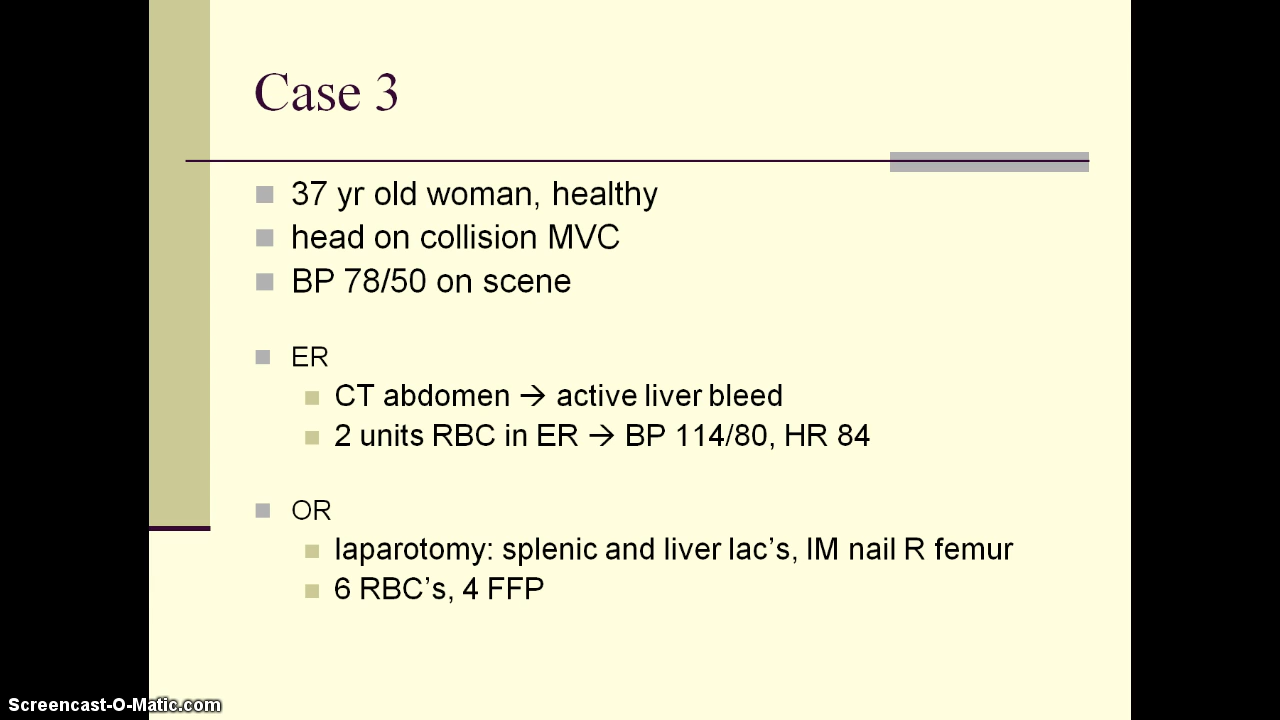 Case 3
37 yr old woman, healthy
head on collision MVC
BP 78/50 on scene
ER
CT abdomen → active liver bleed
2 units RBC in ER → BP 114/80, HR 84
OR
laparotomy: splenic and liver lac’s, IM nail R femur
6 RBC’s, 4 FFP
Screencast-O-Matic.com